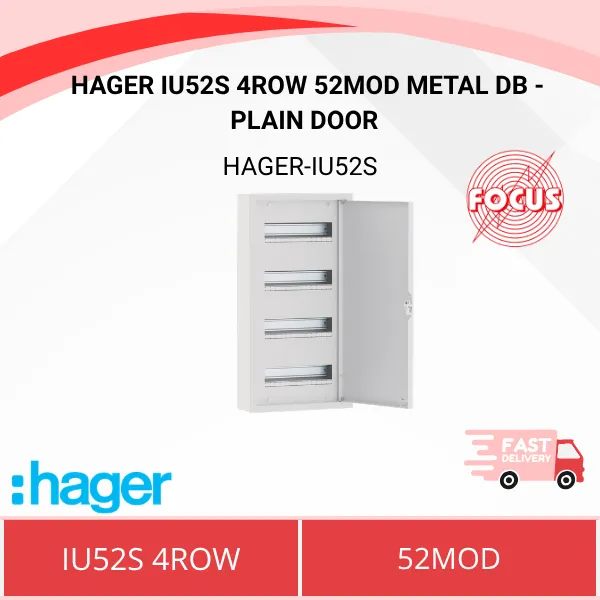 HAGER IU52S 4ROW 52MOD METAL DB -
PLAIN DOOR
HAGER-IU52S
FOCUS
FAST
DELIVERY
:hager
IU52S 4ROW
52MOD